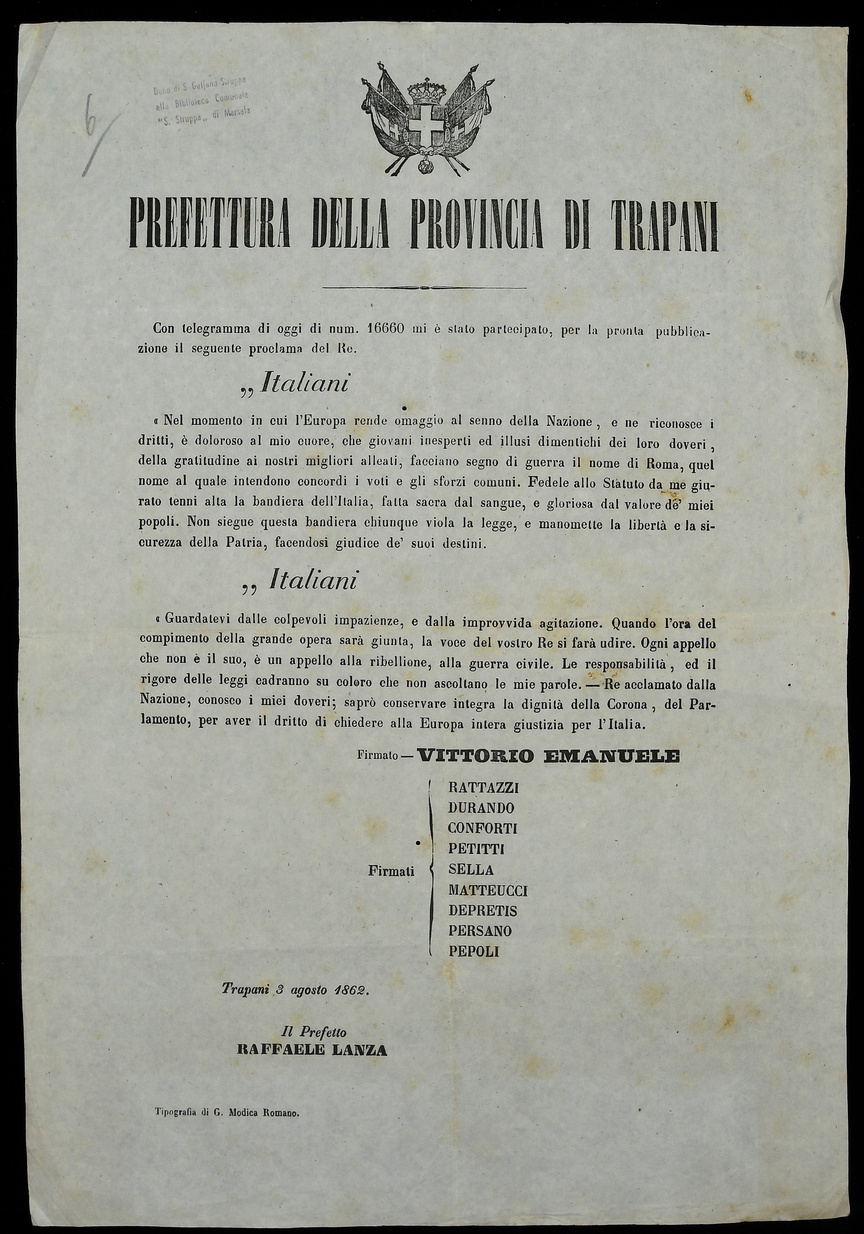 6
Dono di S. Galfano Struppa
alla Biblioteca Comunale
"S. Struppa„ di Marsala
PREFETTURA DELLA PROVINCIA DI TRAPANI
Con telegramma di oggi di num. 16660 mi è stato partecipato, per la pronta pubblica-
zione il seguente proclama del Re.
„ Italiani
« Nel momento in cui l'Europa rende omaggio al senno della Nazione, e ne riconosce i
dritti, è doloroso al mio cuore, che giovani inesperti ed illusi dimentichi dei loro doveri,
della gratitudine ai nostri migliori alleati, facciano segno di guerra il nome di Roma, quel
nome al quale intendono concordi i voti e gli sforzi comuni. Fedele allo Statuto da me giu-
rato tenni alta la bandiera dell'Italia, fatta sacra dal sangue, e gloriosa dal valore de' miei
popoli. Non siegue questa bandiera chiunque viola la legge, e manomette la libertà e la si-
curezza della Patria, facendosi giudice de' suoi destini.
„ Italiani
« Guardatevi dalle colpevoli impazienze, e dalla improvvida agitazione. Quando l'ora del
compimento della grande opera sarà giunta, la voce del vostro Re si farà udire. Ogni appello
che non è il suo, è un appello alla ribellione, alla guerra civile. Le responsabilità, ed il
rigore delle leggi cadranno su coloro che non ascoltano le mie parole. — Re acclamato dalla
Nazione, conosco i miei doveri; saprò conservare integra la dignità della Corona, del Par-
lamento, per aver il dritto di chiedere alla Europa intera giustizia per l'Italia.
Firmato — VITTORIO EMANUELE
RATTAZZI
DURANDO
CONFORTI
PETITTI
Firmati SELLA
MATTEUCCI
DEPRETIS
PERSANO
PEPOLI
Trapani 3 agosto 1862.
Il Prefetto
RAFFAELE LANZA
Tipografia di G. Modica Romano.